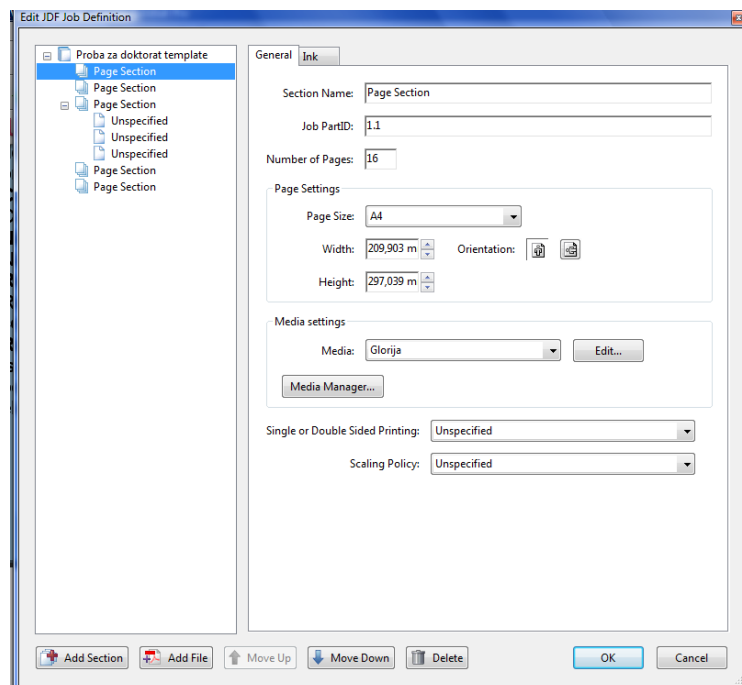 Edit JDF Job Definition
Proba za doktorat template
Page Section
Page Section
Page Section
Unspecified
Unspecified
Unspecified
Page Section
Page Section
General Ink
Section Name: Page Section
Job PartID: 1.1
Number of Pages: 16
Page Settings
Page Size: A4
Width: 209,903 m Orientation:
Height: 297,039 m
Media settings
Media: Glorija Edit...
Media Manager...
Single or Double Sided Printing: Unspecified
Scaling Policy: Unspecified
Add Section Add File Move Up Move Down Delete OK Cancel